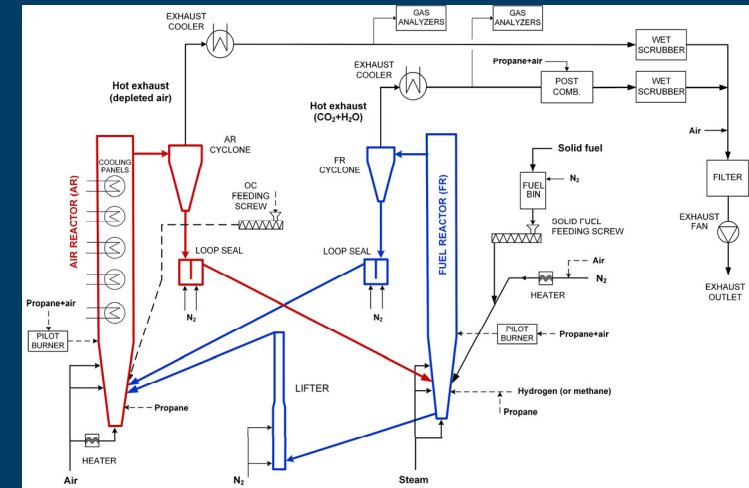 EXHAUST
COOLER
GAS
ANALYZERS
GAS
ANALYZERS
WET
SCRUBBER
EXHAUST
COOLER
Propane+air
POST
COMB.
WET
SCRUBBER
Hot exhaust
(depleted air)
Hot exhaust
(CO₂+H₂O)
AR
CYCLONE
FR
CYCLONE
Air
Solid fuel
COOLING
PANELS
OC
FEEDING
SCREW
FUEL
BIN
N₂
FILTER
AIR REACTOR (AR)
FUEL REACTOR (FR)
SOLID FUEL
FEEDING SCREW
EXHAUST
FAN
LOOP SEAL
LOOP SEAL
Air
N₂
HEATER
EXHAUST
OUTLET
N₂
N₂
Propane+air
PILOT
BURNER
PILOT
BURNER
Propane+air
LIFTER
Hydrogen (or methane)
Propane
Propane
HEATER
Air
N₂
Steam